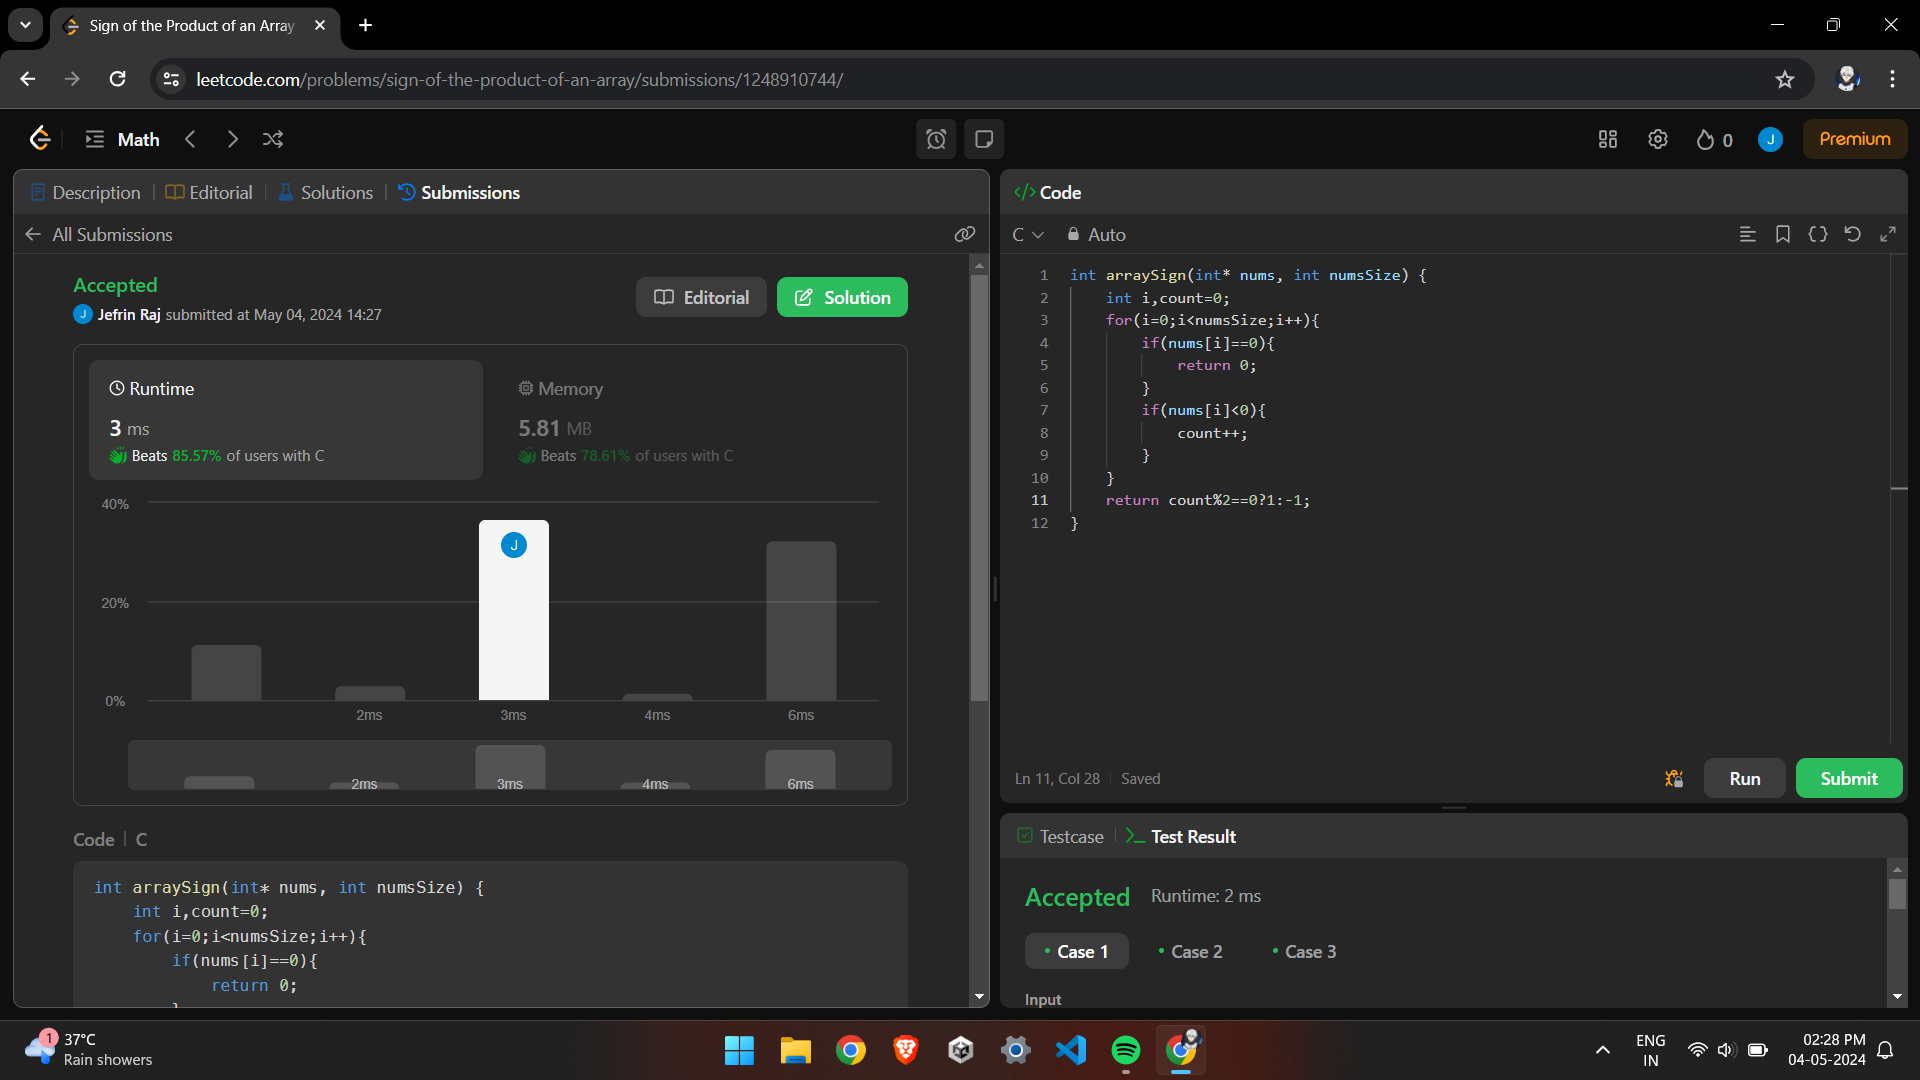 Sign of the Product of an Array
leetcode.com/problems/sign-of-the-product-of-an-array/submissions/1248910744/
Math
0
J
Premium
Description
Editorial
Solutions
Submissions
All Submissions
Accepted
J Jefrin Raj submitted at May 04, 2024 14:27
Editorial
Solution
Runtime
3 ms
Beats 85.57% of users with C
Memory
5.81 MB
Beats 78.61% of users with C
40%
20%
0%
J
2ms 3ms 4ms 6ms
2ms 3ms 4ms 6ms
Code | C
int arraySign(int* nums, int numsSize) {
    int i,count=0;
    for(i=0;i<numsSize;i++){
        if(nums[i]==0){
            return 0;
        }
</> Code
C Auto
1 int arraySign(int* nums, int numsSize) {
2     int i,count=0;
3     for(i=0;i<numsSize;i++){
4         if(nums[i]==0){
5             return 0;
6         }
7         if(nums[i]<0){
8             count++;
9         }
10     }
11     return count%2==0?1:-1;
12 }
Ln 11, Col 28 | Saved
Run
Submit
Testcase
Test Result
Accepted Runtime: 2 ms
• Case 1 • Case 2 • Case 3
Input
1
37°C
Rain showers
ENG
IN
02:28 PM
04-05-2024